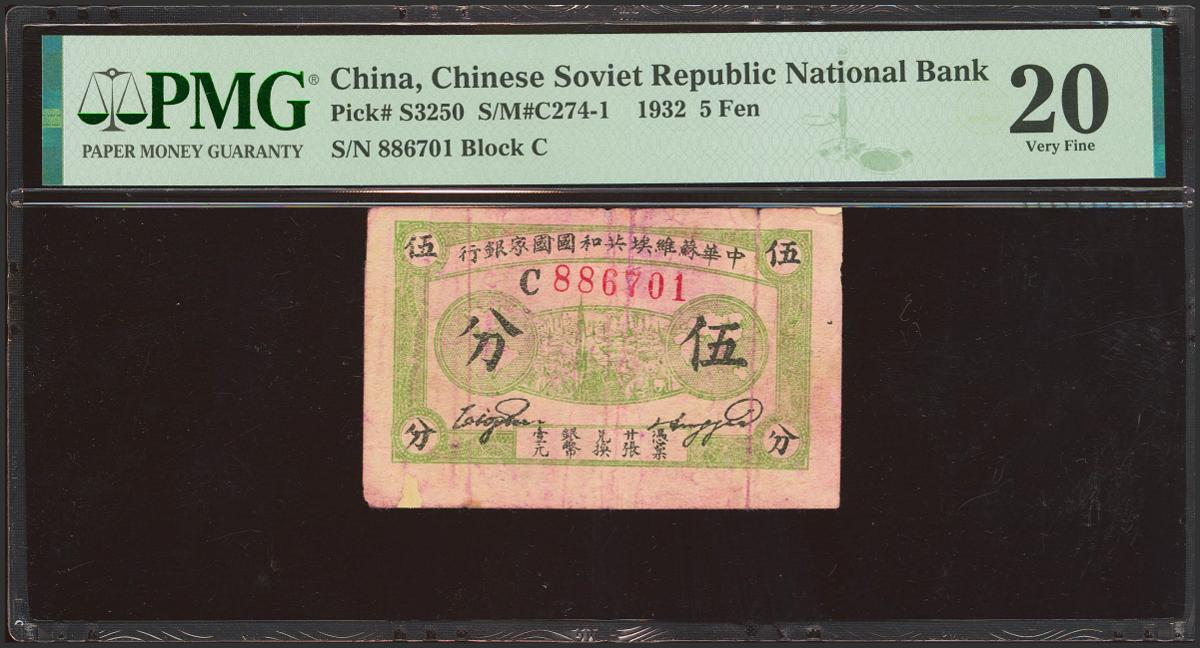 PMG®
PAPER MONEY GUARANTY
China, Chinese Soviet Republic National Bank
Pick# S3250 S/M#C274-1 1932 5 Fen
S/N 886701 Block C
20
Very Fine
伍
中華蘇維埃共和國國家銀行
伍
C 886701
伍分
分
憑票
廿張
兌換
銀幣
壹元
分